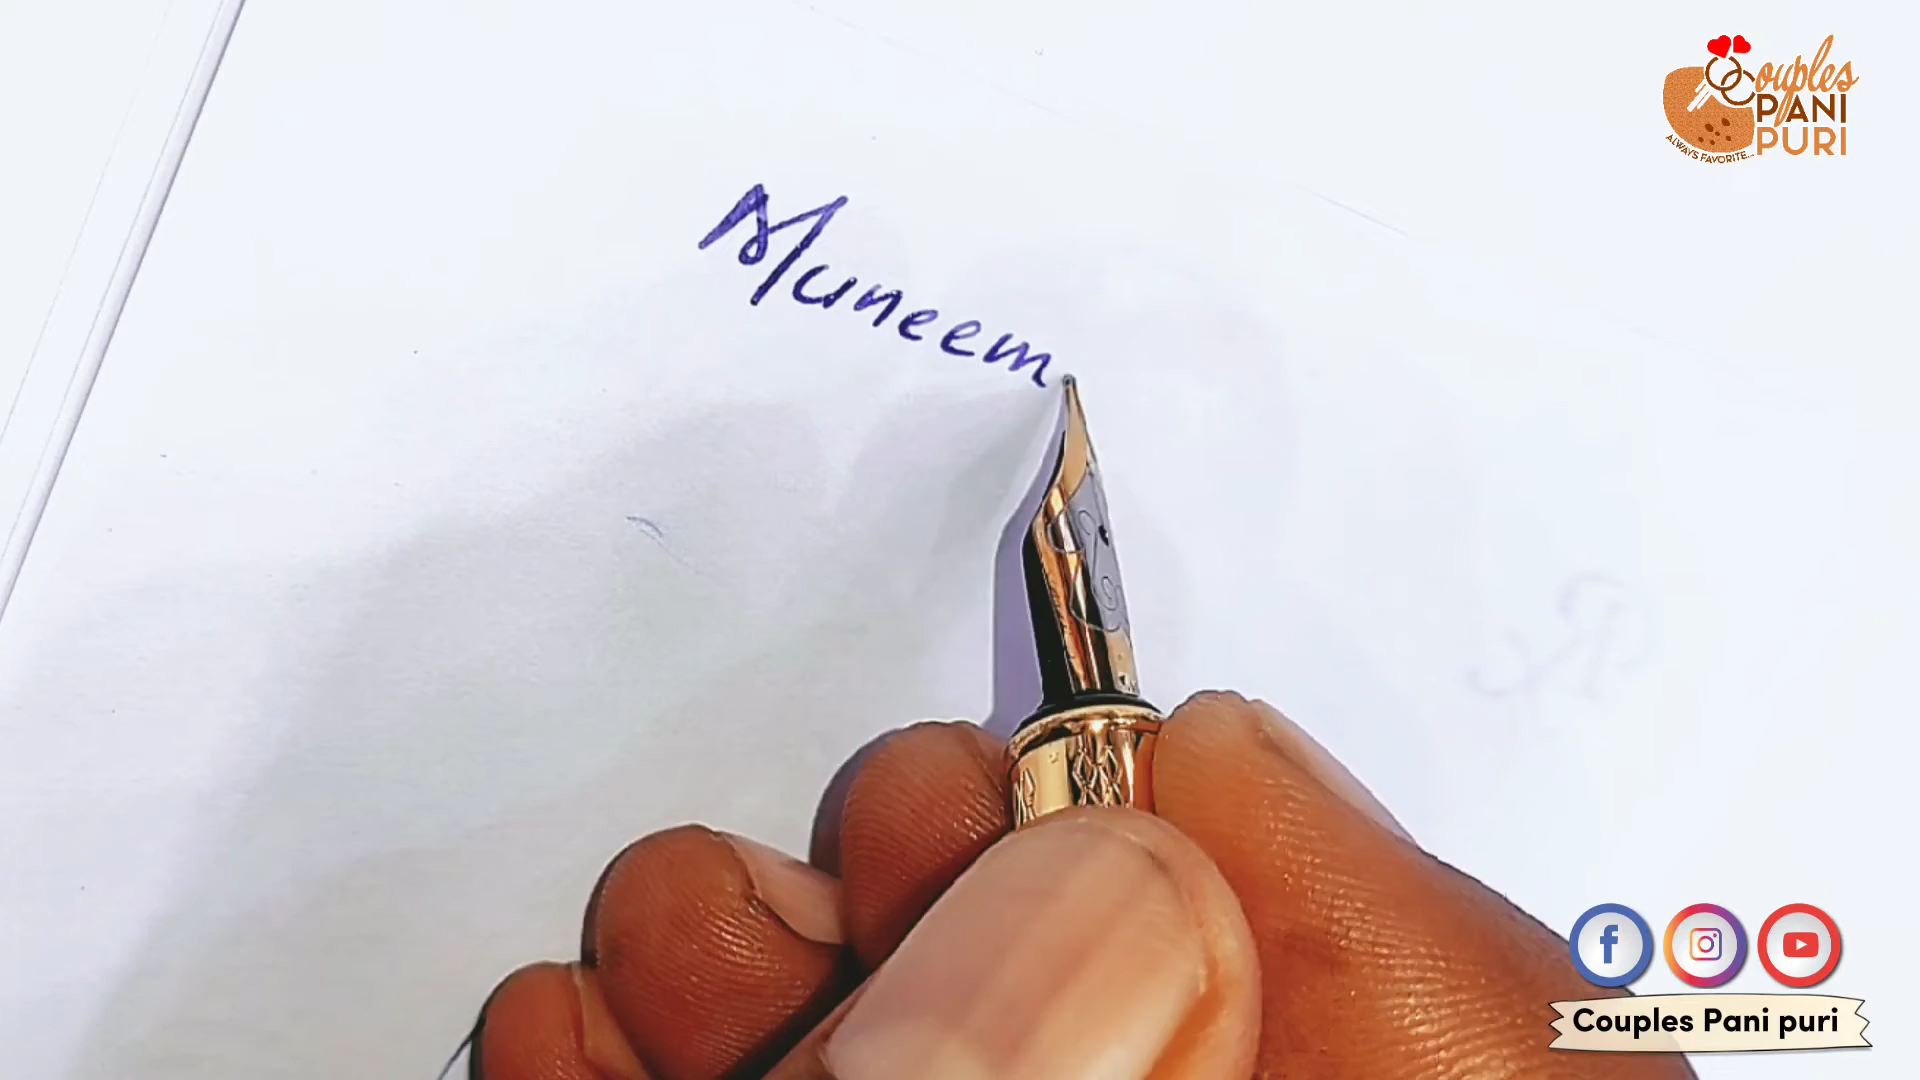 Couples
PANI
PURI
ALWAYS FAVORITE...
Muneem
Couples Pani puri